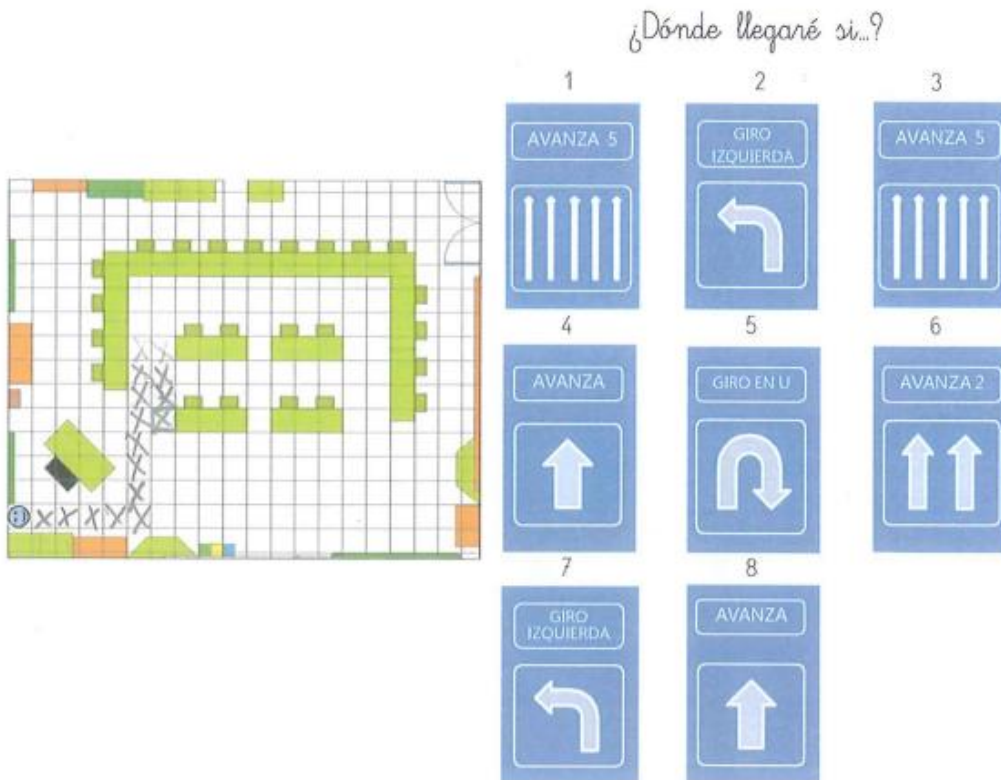 ¿Dónde llegaré si...?
1
2
3
AVANZA 5
GIRO
IZQUIERDA
AVANZA 5
4
5
6
AVANZA
GIRO EN U
AVANZA 2
7
8
GIRO
IZQUIERDA
AVANZA